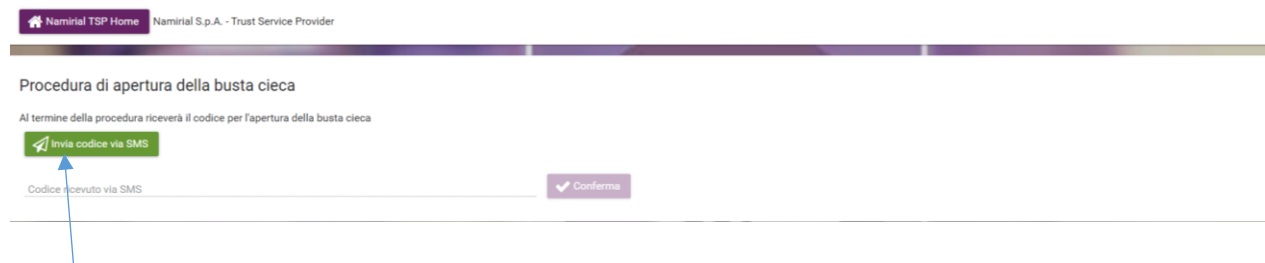 Namirial TSP Home Namirial S.p.A. - Trust Service Provider
Procedura di apertura della busta cieca
Al termine della procedura riceverà il codice per l'apertura della busta cieca
Invia codice via SMS
Codice ricevuto via SMS Conferma